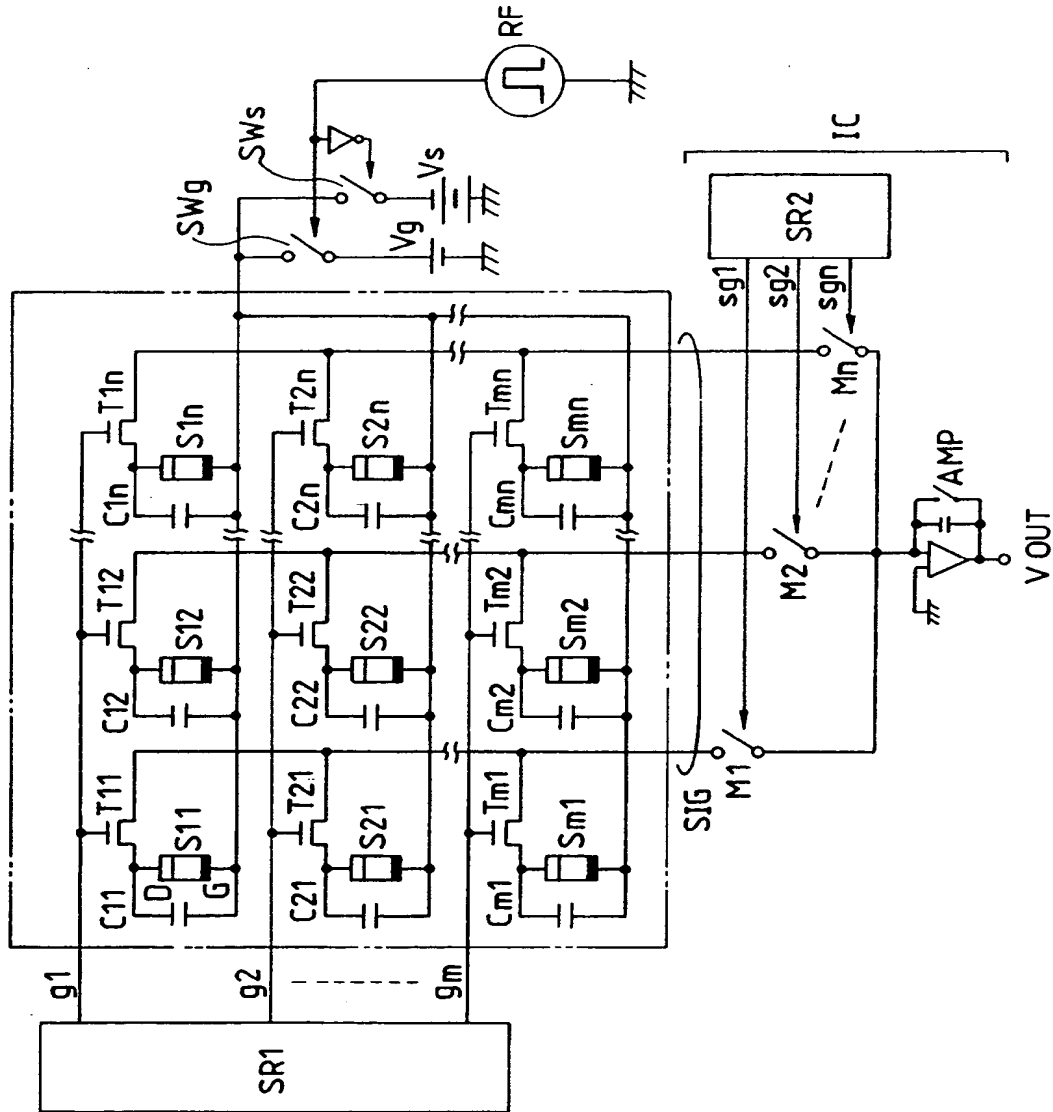 RF
SWs
SWg
Vs
Vg
g1
C11
T11
D
S11
G
C12
T12
S12
C1n
T1n
S1n
g2
C21
T21
S21
C22
T22
S22
C2n
T2n
S2n
gm
Cm1
Tm1
Sm1
Cm2
Tm2
Sm2
Cmn
Tmn
Smn
SR1
SIG
M1
M2
Mn
sg1
sg2
sgn
SR2
IC
AMP
V OUT